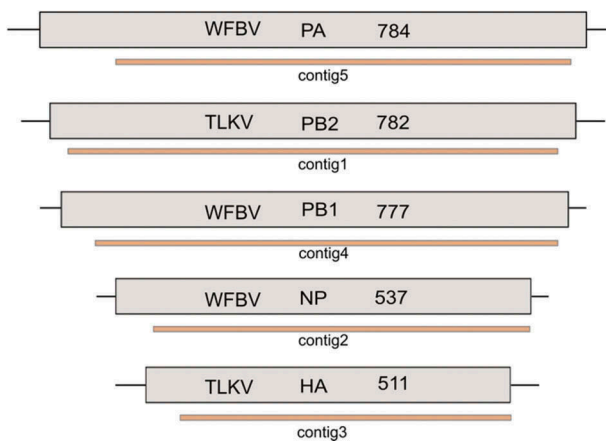 WFBV PA 784
contig5
TLKV PB2 782
contig1
WFBV PB1 777
contig4
WFBV NP 537
contig2
TLKV HA 511
contig3